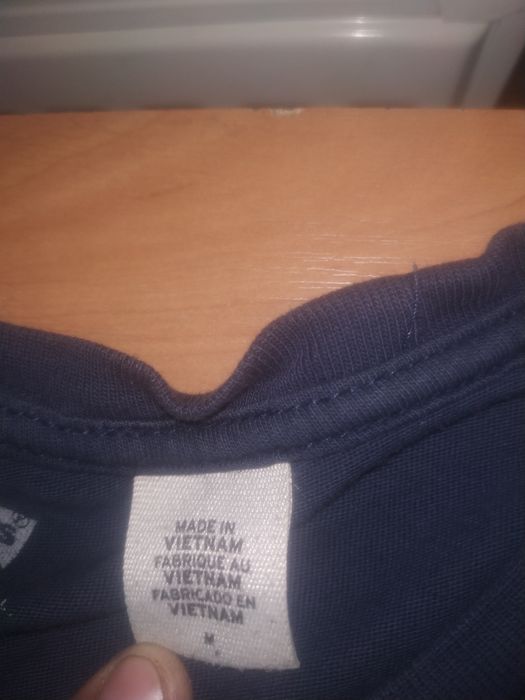 MADE IN
VIETNAM
FABRIQUE AU
VIETNAM
FABRICADO EN
VIETNAM
M